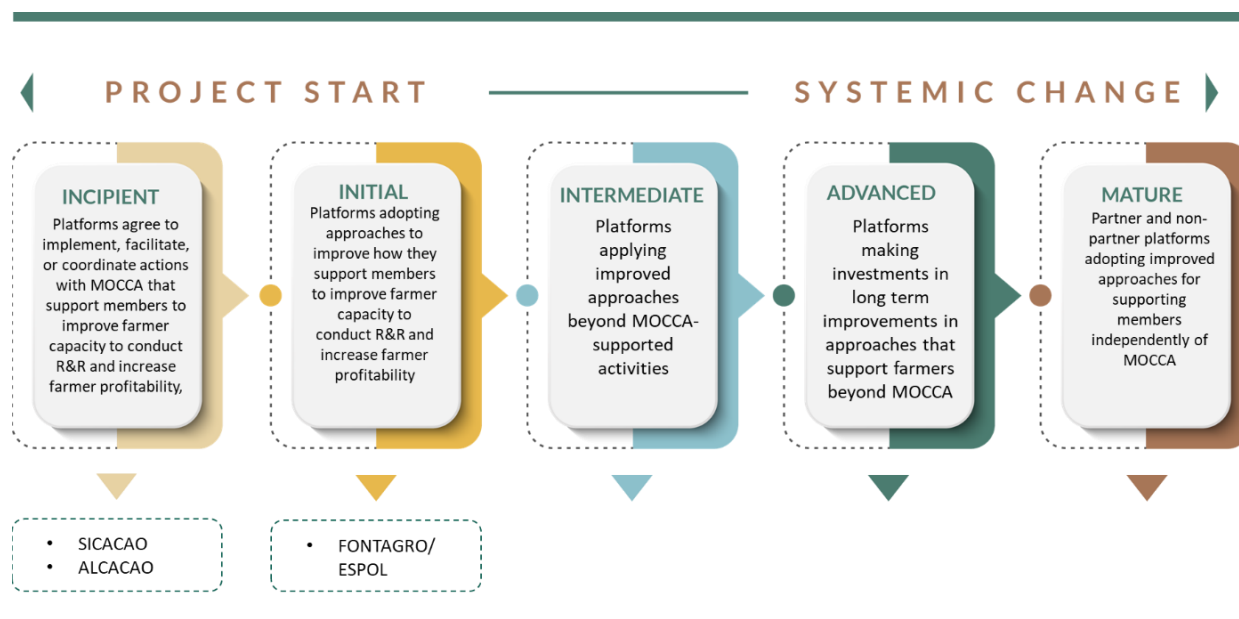 PROJECT START
SYSTEMIC CHANGE
INCIPIENT
Platforms agree to
implement, facilitate,
or coordinate actions
with MOCCA that
support members to
improve farmer
capacity to conduct
R&R and increase
farmer profitability,
INITIAL
Platforms adopting
approaches to
improve how they
support members
to improve farmer
capacity to
conduct R&R and
increase farmer
profitability
INTERMEDIATE
Platforms
applying
improved
approaches
beyond MOCCA-
supported
activities
ADVANCED
Platforms
making
investments in
long term
improvements in
approaches that
support farmers
beyond MOCCA
MATURE
Partner and non-
partner platforms
adopting improved
approaches for
supporting
members
independently of
MOCCA
• SICACAO
• ALCACAO
• FONTAGRO/
ESPOL